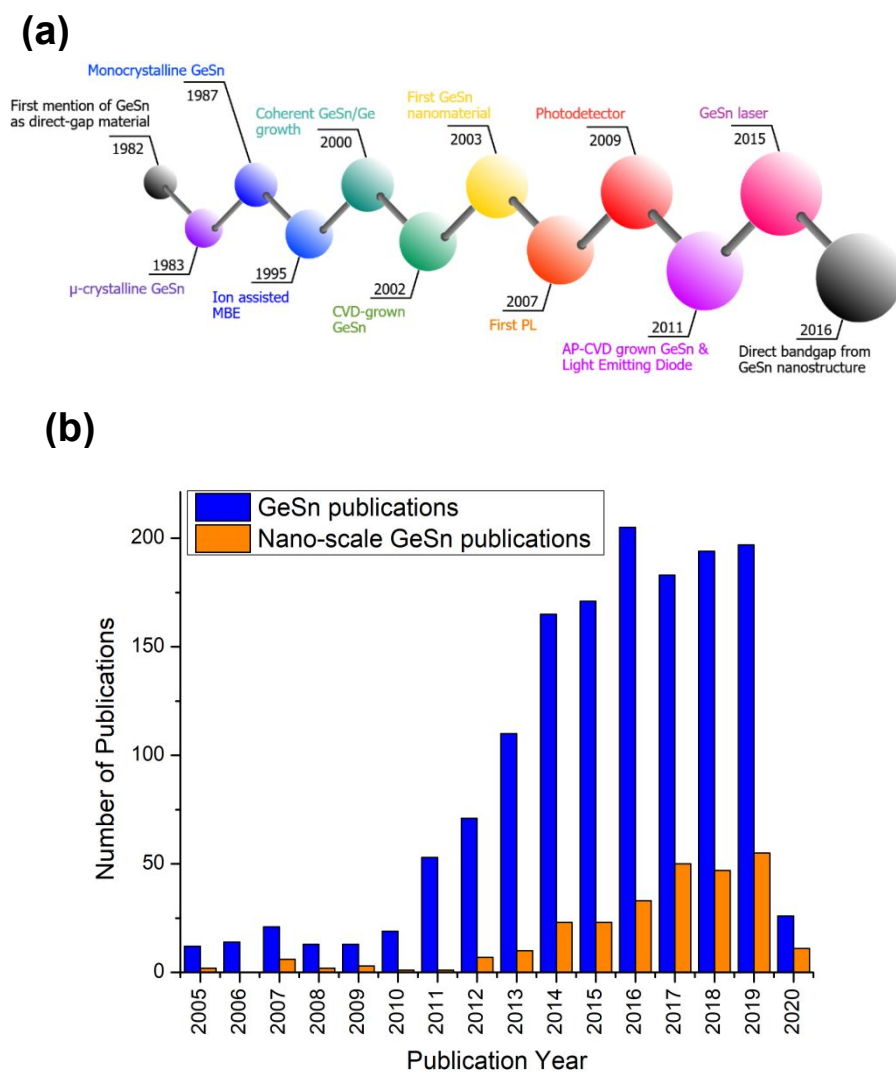 (a)
Monocrystalline GeSn
1987
First mention of GeSn
as direct-gap material
1982
Coherent GeSn/Ge
growth
2000
First GeSn
nanomaterial
2003
Photodetector
2009
GeSn laser
2015
1983
μ-crystalline GeSn
1995
Ion assisted
MBE
2002
CVD-grown
GeSn
2007
First PL
2011
AP-CVD grown GeSn &
Light Emitting Diode
2016
Direct bandgap from
GeSn nanostructure
(b)
GeSn publications
Nano-scale GeSn publications
Number of Publications
200
150
100
50
0
2005
2006
2007
2008
2009
2010
2011
2012
2013
2014
2015
2016
2017
2018
2019
2020
Publication Year